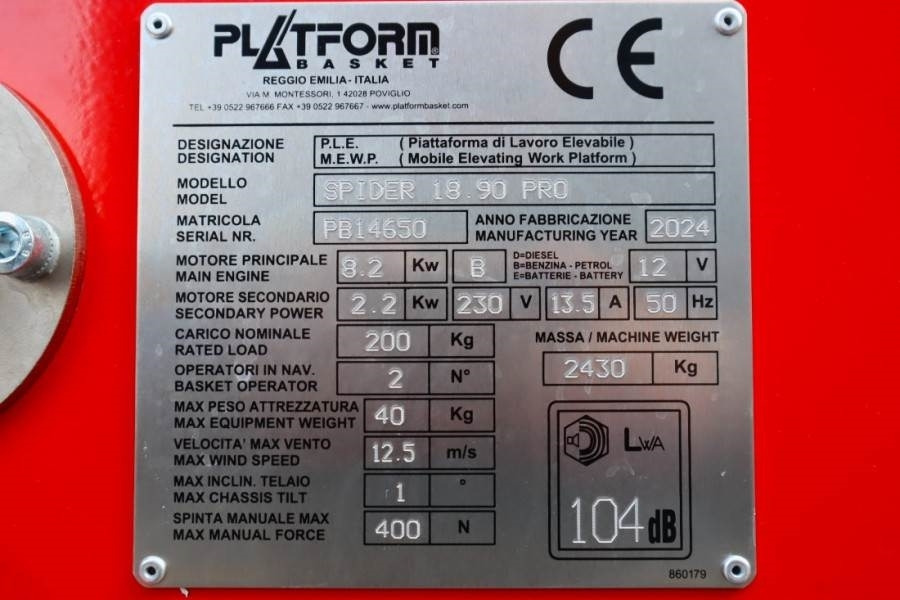 PLATFORM®
BASKET
REGGIO EMILIA - ITALIA
VIA M. MONTESSORI, 1 42028 POVIGLIO
TEL +39 0522 967666 FAX +39 0522 967667 - www.platformbasket.com
CE
DESIGNAZIONE P.L.E. ( Piattaforma di Lavoro Elevabile )
DESIGNATION M.E.W.P. ( Mobile Elevating Work Platform )
MODELLO
MODEL SPIDER 18.90 PRO
MATRICOLA ANNO FABBRICAZIONE
SERIAL NR. PB14650 MANUFACTURING YEAR 2024
MOTORE PRINCIPALE D=DIESEL
MAIN ENGINE 8.2 Kw B B=BENZINA - PETROL 12 V
E=BATTERIE - BATTERY
MOTORE SECONDARIO
SECONDARY POWER 2.2 Kw 230 V 13.5 A 50 Hz
CARICO NOMINALE MASSA / MACHINE WEIGHT
RATED LOAD 200 Kg
OPERATORI IN NAV. 2430 Kg
BASKET OPERATOR 2 N°
MAX PESO ATTREZZATURA
MAX EQUIPMENT WEIGHT 40 Kg
VELOCITA' MAX VENTO
MAX WIND SPEED 12.5 m/s
LWA
MAX INCLIN. TELAIO
MAX CHASSIS TILT 1 °
SPINTA MANUALE MAX
MAX MANUAL FORCE 400 N
104 dB
860179